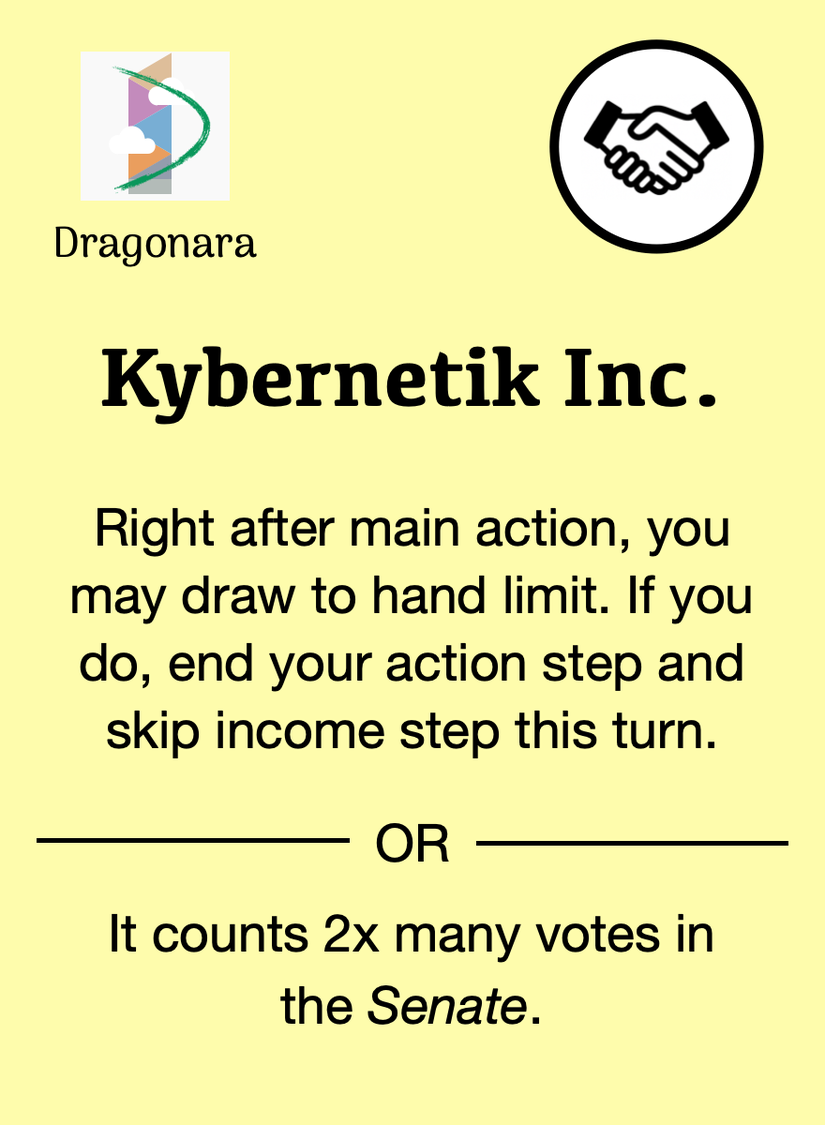 Dragonara
Kybernetik Inc.
Right after main action, you
may draw to hand limit. If you
do, end your action step and
skip income step this turn.
OR
It counts 2x many votes in
the Senate.